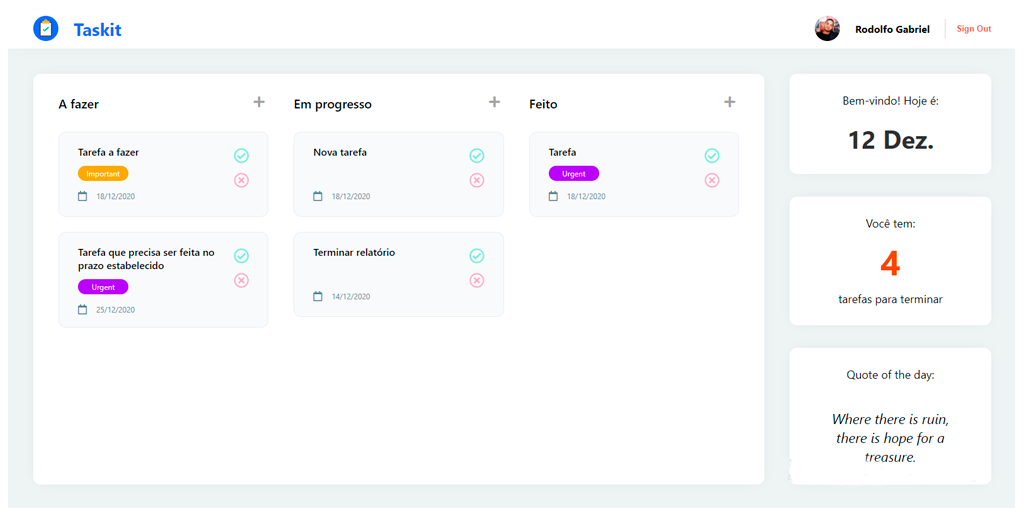 Taskit
Rodolfo Gabriel
Sign Out
A fazer
Tarefa a fazer
Important
18/12/2020
Tarefa que precisa ser feita no
prazo estabelecido
Urgent
25/12/2020
Em progresso
Nova tarefa
18/12/2020
Terminar relatório
14/12/2020
Feito
Tarefa
Urgent
18/12/2020
Bem-vindo! Hoje é:
12 Dez.
Você tem:
4
tarefas para terminar
Quote of the day:
Where there is ruin,
there is hope for a
treasure.